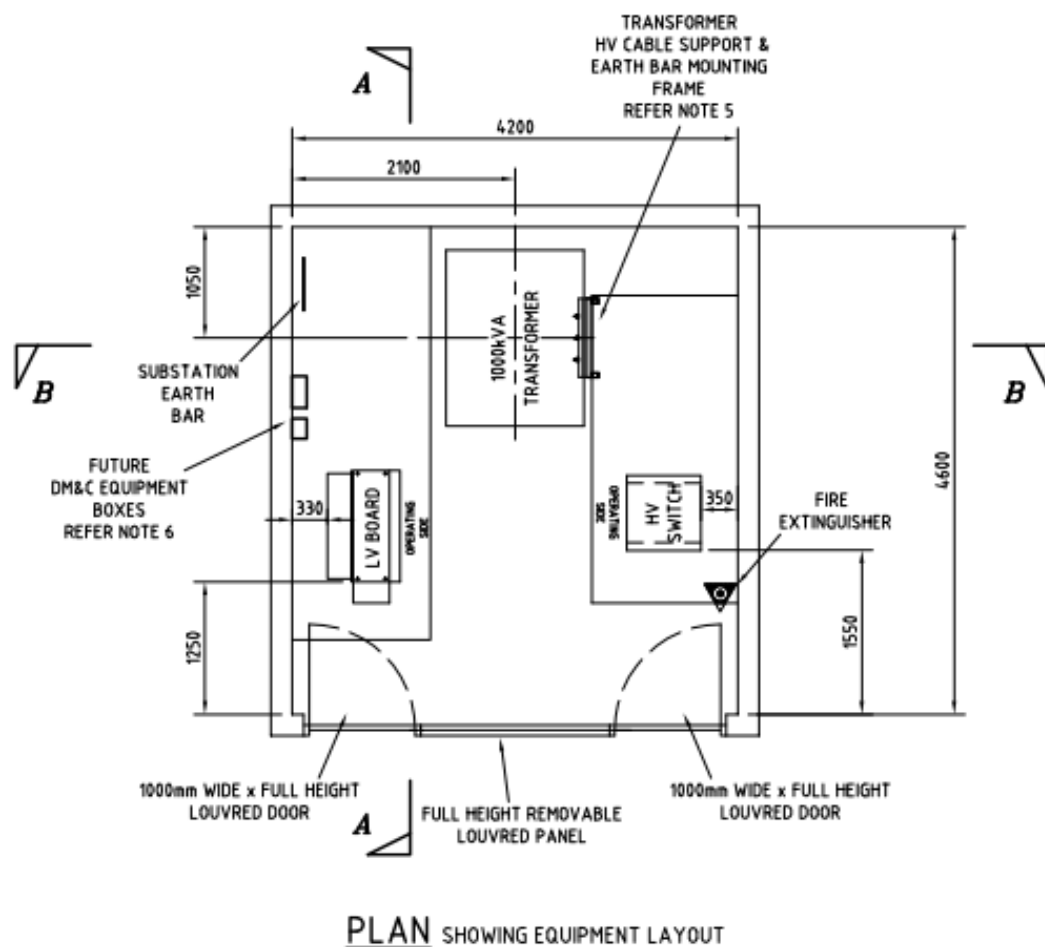 TRANSFORMER
HV CABLE SUPPORT &
EARTH BAR MOUNTING
FRAME
REFER NOTE 5
A
4200
2100
1050
1000kVA
TRANSFORMER
SUBSTATION
EARTH
BAR
B
B
FUTURE
DM&C EQUIPMENT
BOXES
REFER NOTE 6
330
LV BOARD
OPERATING
SIDE
OPERATING
SIDE
HV
SWITCH
350
FIRE
EXTINGUISHER
4600
1250
1550
1000mm WIDE x FULL HEIGHT
LOUVRED DOOR
A
FULL HEIGHT REMOVABLE
LOUVRED PANEL
1000mm WIDE x FULL HEIGHT
LOUVRED DOOR
PLAN SHOWING EQUIPMENT LAYOUT